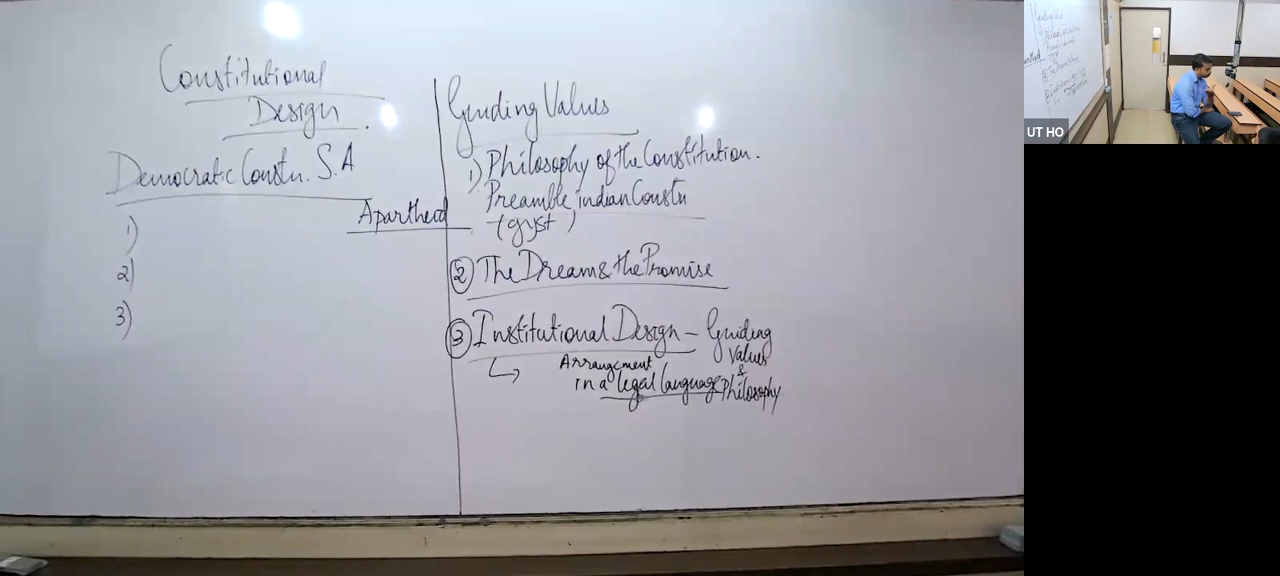 Constitutional
Design.
Democratic Constn. S.A
Apartheid
1)
2)
3)
Guiding Values
1) Philosophy of the Constitution.
Preamble indian Constn
(gyst)
2 The Dream & the Promise
3 Institutional Design - Guiding
Values
&
Philosophy
Arrangement
in a legal language
UT HO